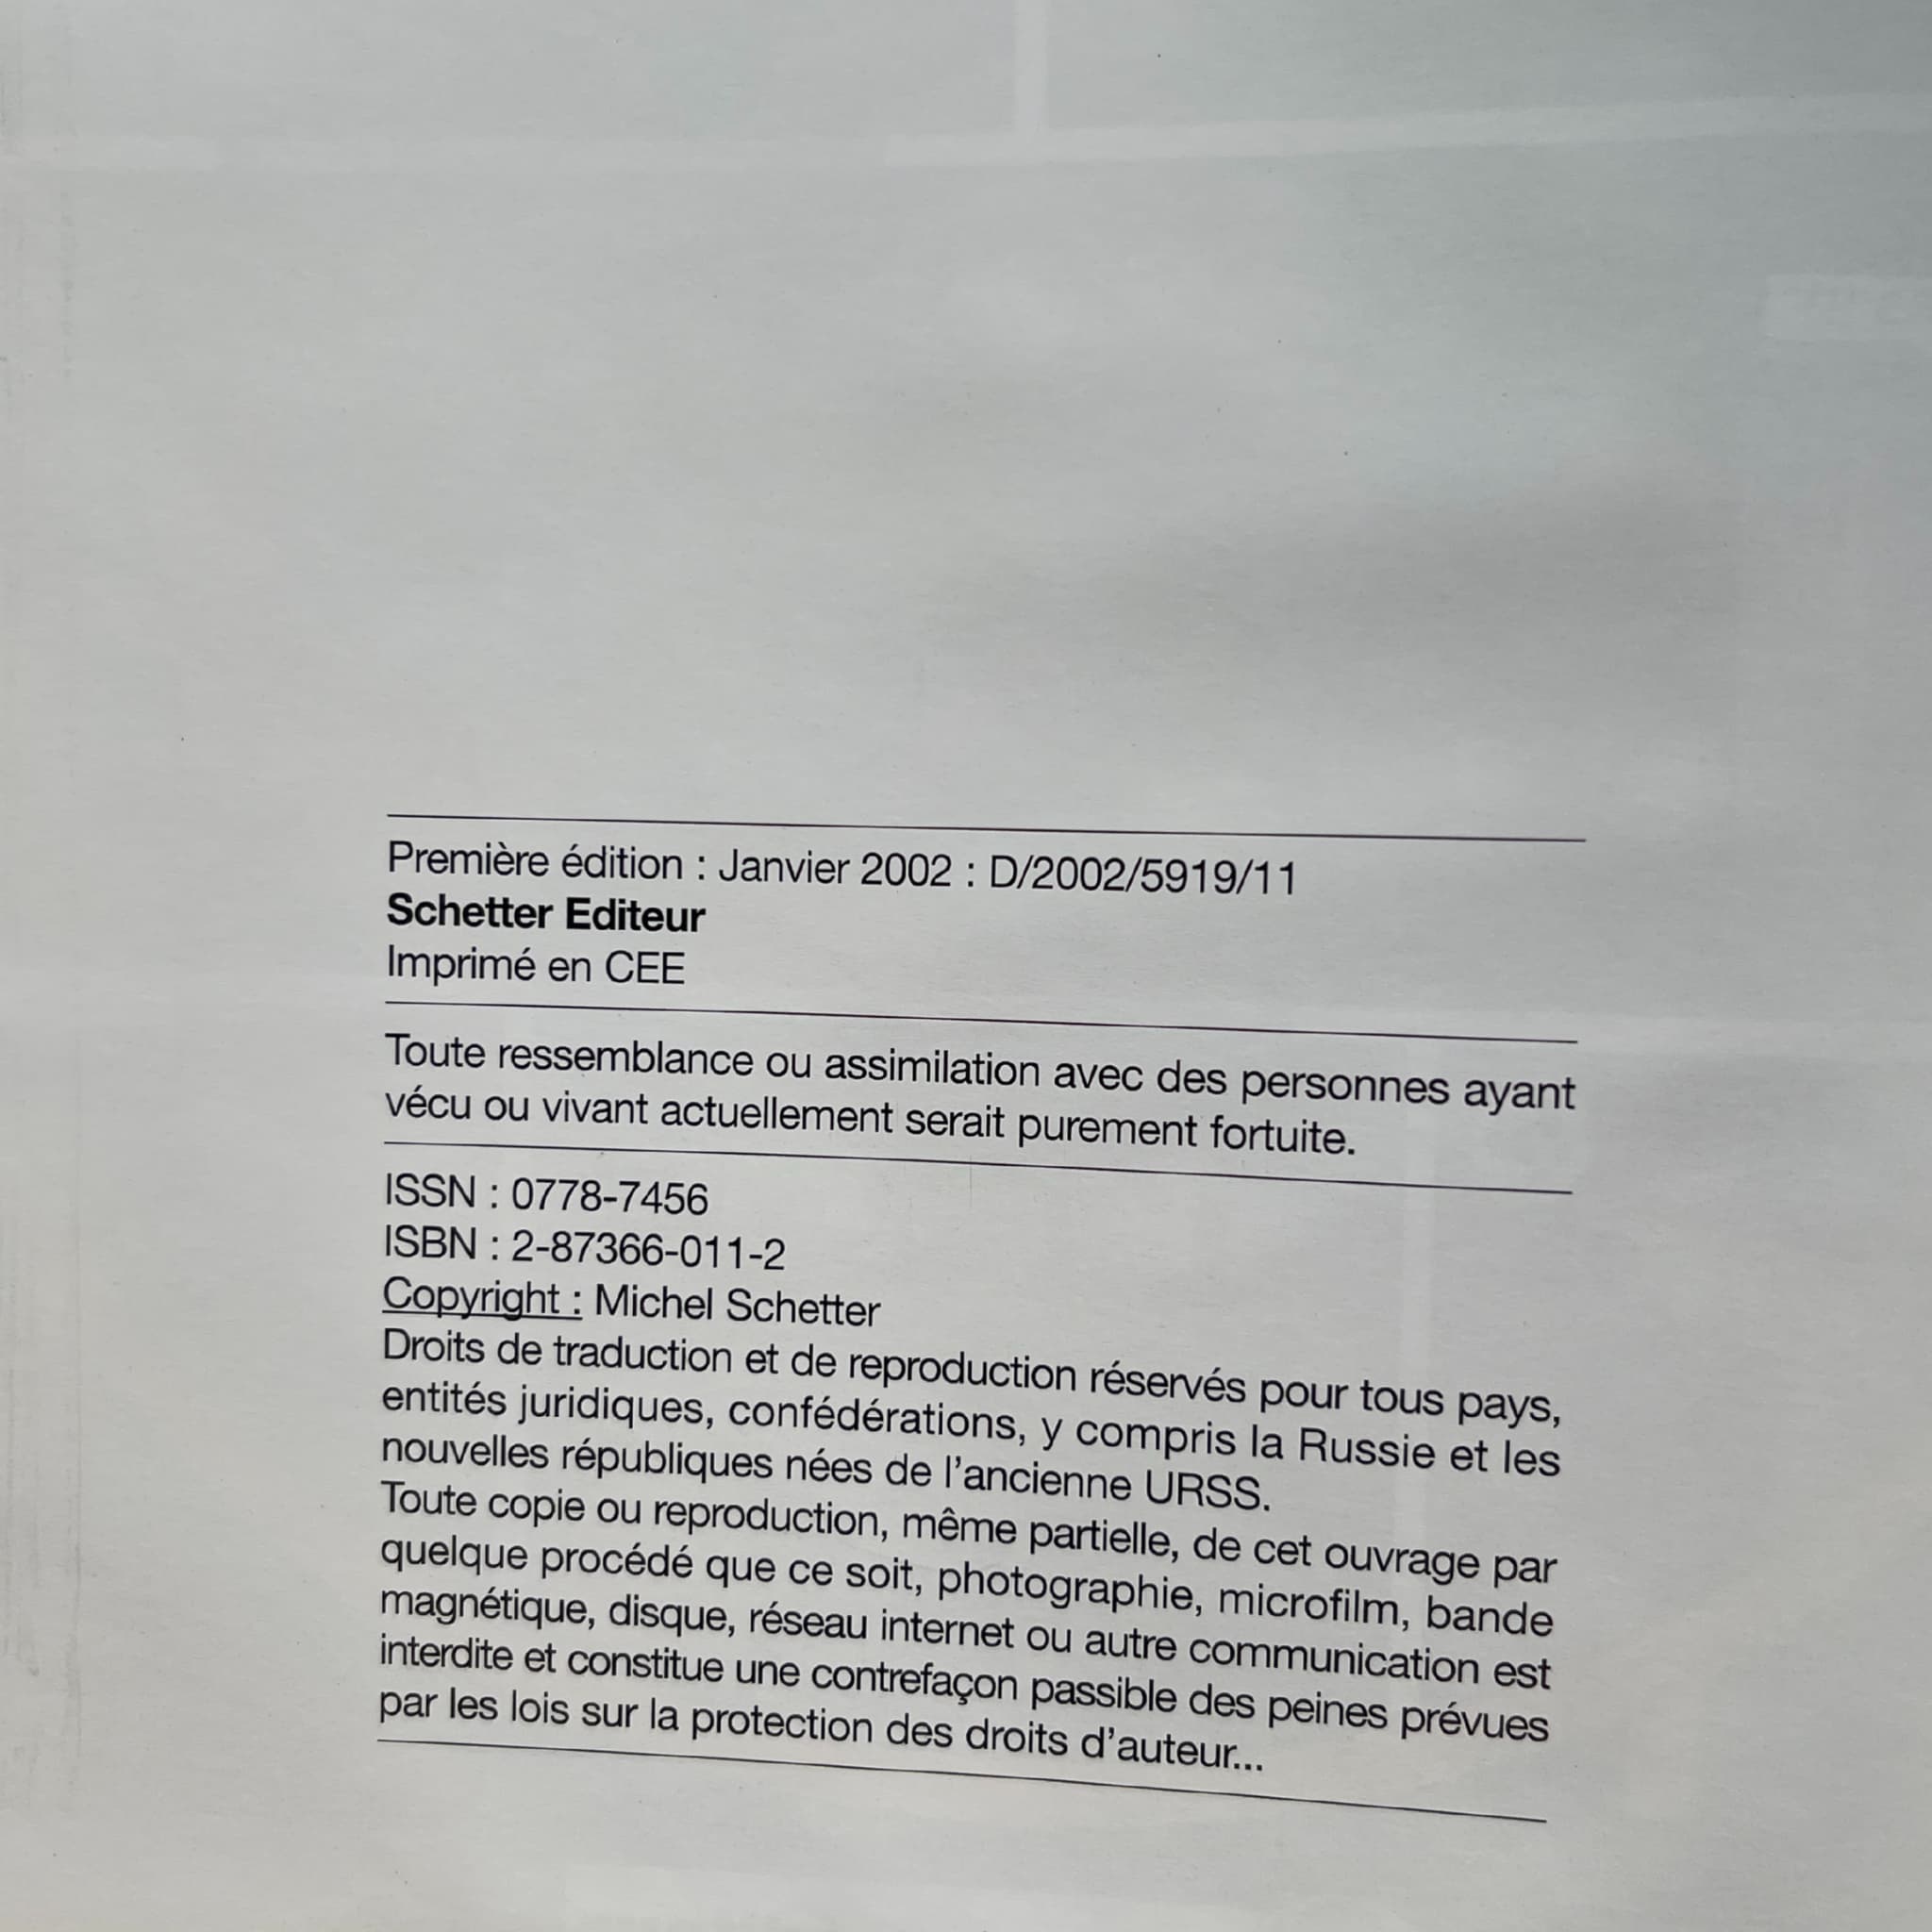 Première édition : Janvier 2002 : D/2002/5919/11
Schetter Editeur
Imprimé en CEE
Toute ressemblance ou assimilation avec des personnes ayant
vécu ou vivant actuellement serait purement fortuite.
ISSN : 0778-7456
ISBN : 2-87366-011-2
Copyright : Michel Schetter
Droits de traduction et de reproduction réservés pour tous pays,
entités juridiques, confédérations, y compris la Russie et les
nouvelles républiques nées de l'ancienne URSS.
Toute copie ou reproduction, même partielle, de cet ouvrage par
quelque procédé que ce soit, photographie, microfilm, bande
magnétique, disque, réseau internet ou autre communication est
interdite et constitue une contrefaçon passible des peines prévues
par les lois sur la protection des droits d'auteur...